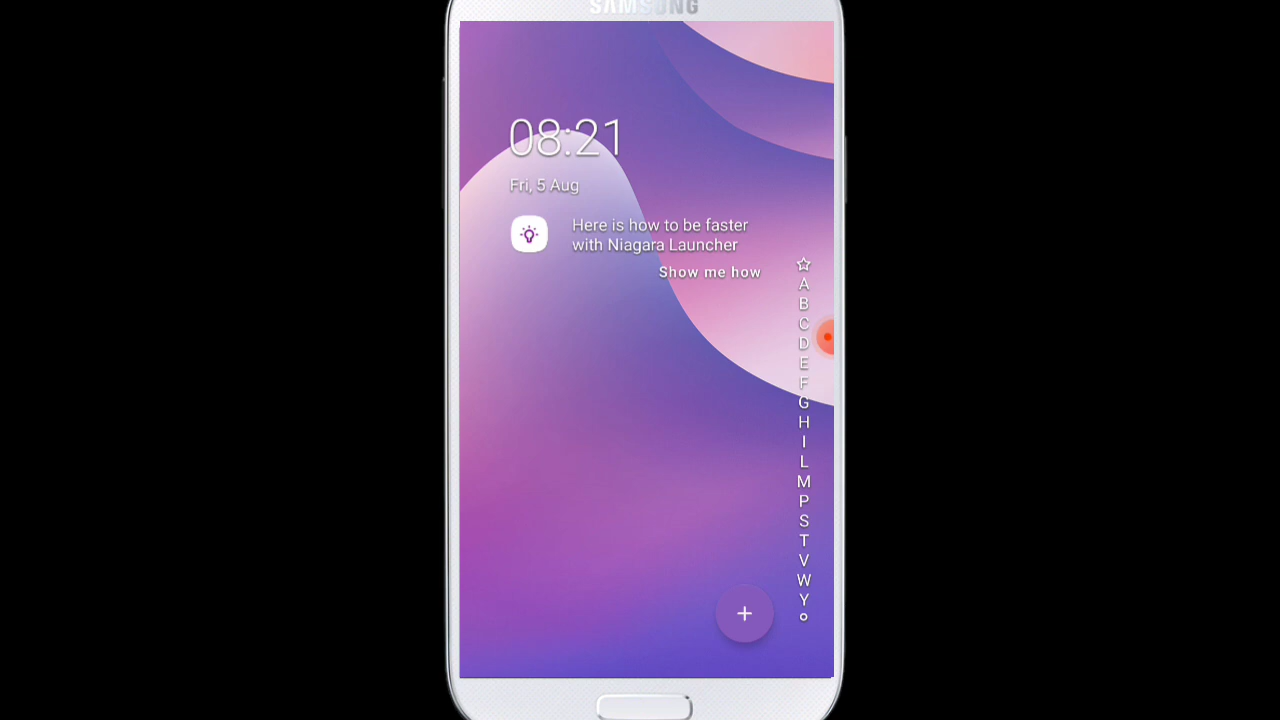 SAMSUNG
08:21
Fri, 5 Aug
Here is how to be faster
with Niagara Launcher
Show me how
A
B
C
D
E
F
G
H
I
L
M
P
S
T
V
W
Y